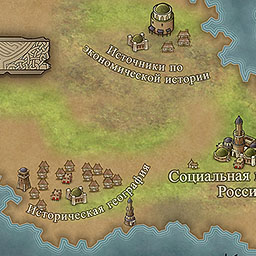 Источники по
экономической истории
Социальная
Росси
Историческая география